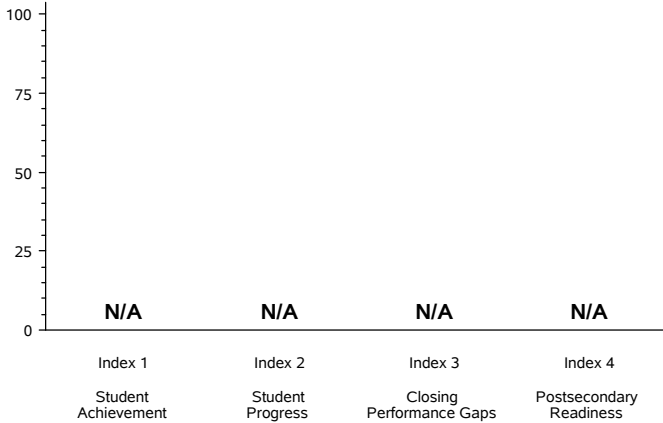 100
75
50
25
0
N/A N/A N/A N/A
Index 1 Index 2 Index 3 Index 4
Student Student Closing Postsecondary
Achievement Progress Performance Gaps Readiness